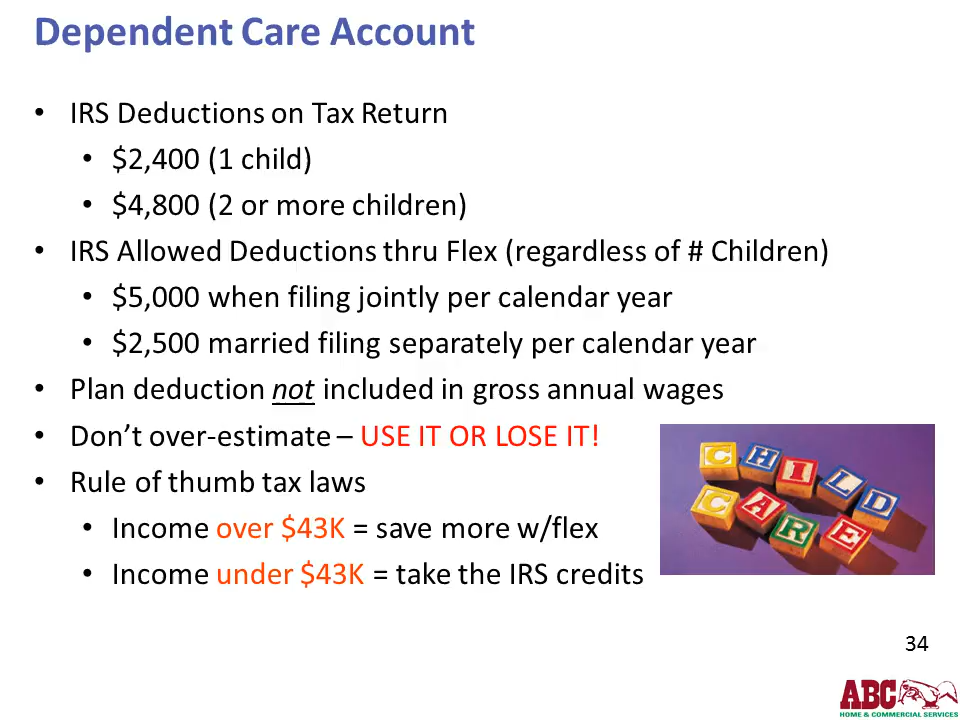 Dependent Care Account
• IRS Deductions on Tax Return
• $2,400 (1 child)
• $4,800 (2 or more children)
• IRS Allowed Deductions thru Flex (regardless of # Children)
• $5,000 when filing jointly per calendar year
• $2,500 married filing separately per calendar year
• Plan deduction not included in gross annual wages
• Don’t over-estimate – USE IT OR LOSE IT!
• Rule of thumb tax laws
• Income over $43K = save more w/flex
• Income under $43K = take the IRS credits
CHILD
CARE
34
ABC
HOME & COMMERCIAL SERVICES